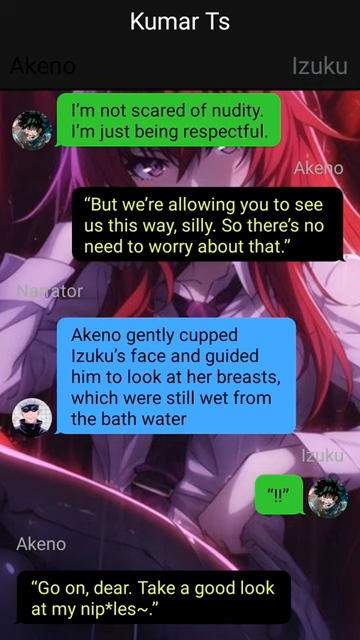 Kumar Ts
Akeno
Izuku
I'm not scared of nudity.
I'm just being respectful.
Akeno
“But we're allowing you to see
us this way, silly. So there's no
need to worry about that.”
Narrator
Akeno gently cupped
Izuku's face and guided
him to look at her breasts,
which were still wet from
the bath water
Izuku
“!!”
Akeno
“Go on, dear. Take a good look
at my nip*les~.”